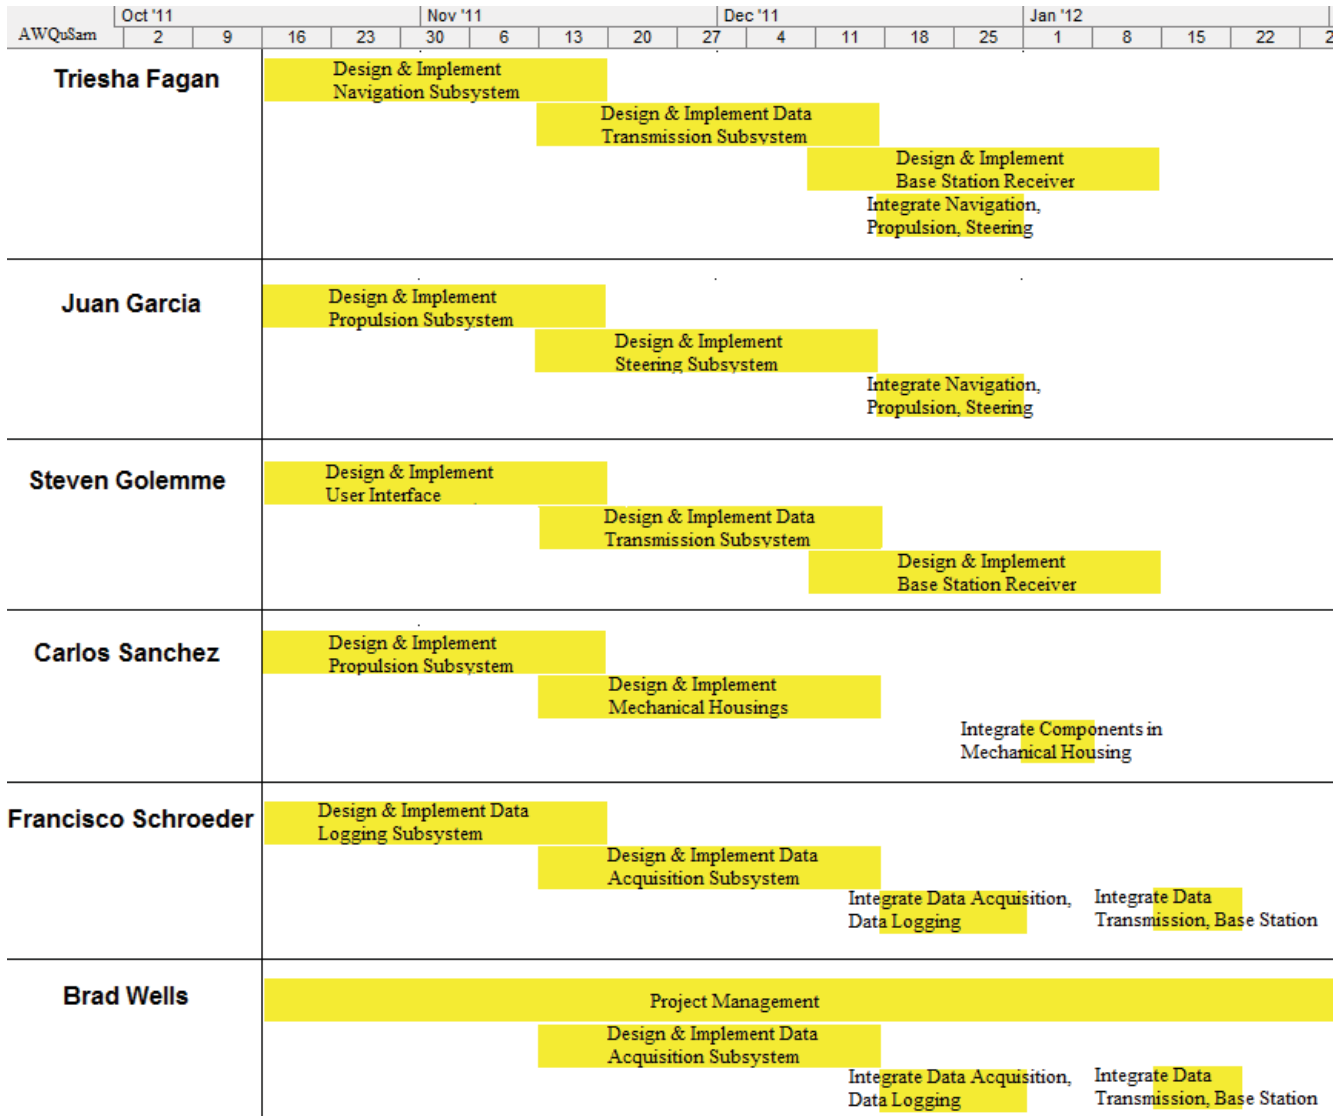 Oct '11 Nov '11 Dec '11 Jan '12
AWQuSam 2 9 16 23 30 6 13 20 27 4 11 18 25 1 8 15 22 2
Triesha Fagan
Design & Implement
Navigation Subsystem
Design & Implement Data
Transmission Subsystem
Design & Implement
Base Station Receiver
Integrate Navigation,
Propulsion, Steering
Juan Garcia
Design & Implement
Propulsion Subsystem
Design & Implement
Steering Subsystem
Integrate Navigation,
Propulsion, Steering
Steven Golemme
Design & Implement
User Interface
Design & Implement Data
Transmission Subsystem
Design & Implement
Base Station Receiver
Carlos Sanchez
Design & Implement
Propulsion Subsystem
Design & Implement
Mechanical Housings
Integrate Components in
Mechanical Housing
Francisco Schroeder
Design & Implement Data
Logging Subsystem
Design & Implement Data
Acquisition Subsystem
Integrate Data Acquisition,
Data Logging
Integrate Data
Transmission, Base Station
Brad Wells
Project Management
Design & Implement Data
Acquisition Subsystem
Integrate Data Acquisition,
Data Logging
Integrate Data
Transmission, Base Station